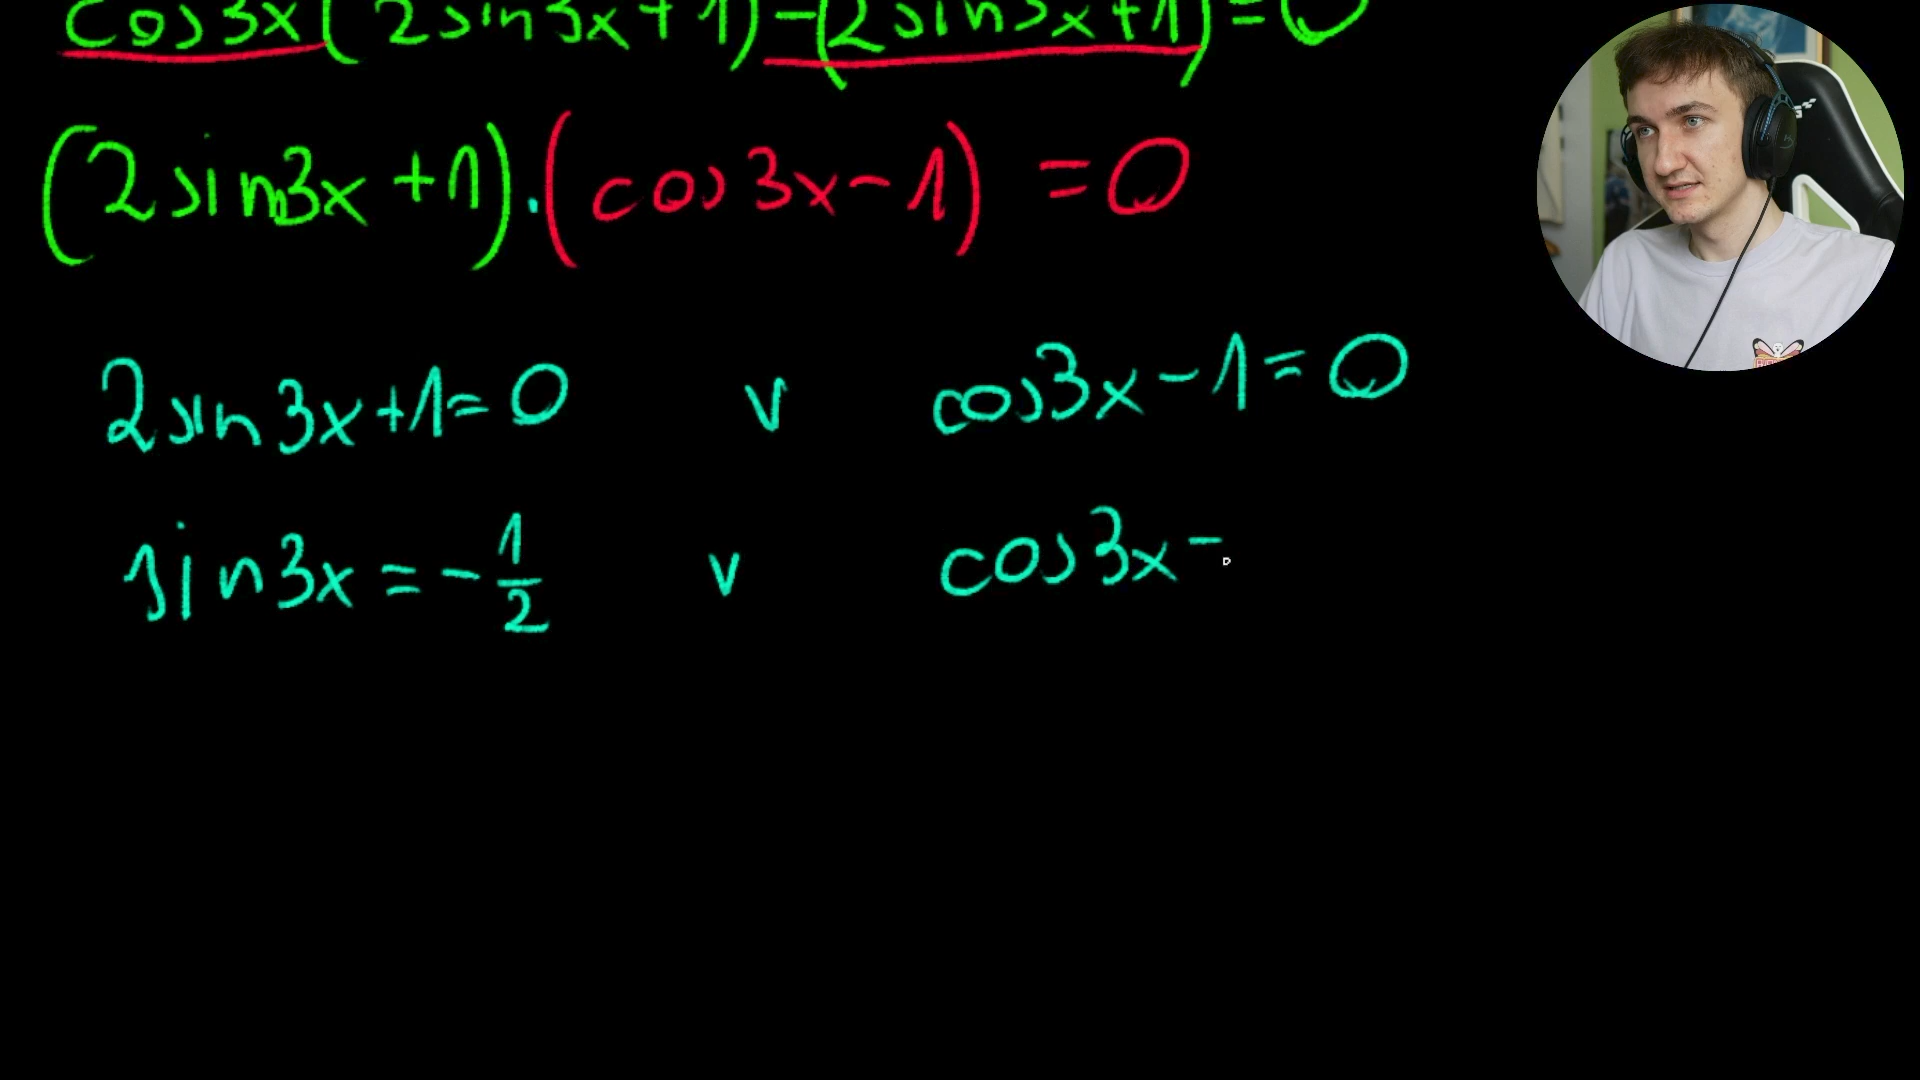 cos3x(2sin3x+1)-(2sin3x+1)=0
(2sin3x+1)·(cos3x-1)=0
2sin3x+1=0 v cos3x-1=0
sin3x=-1/2 v cos3x-